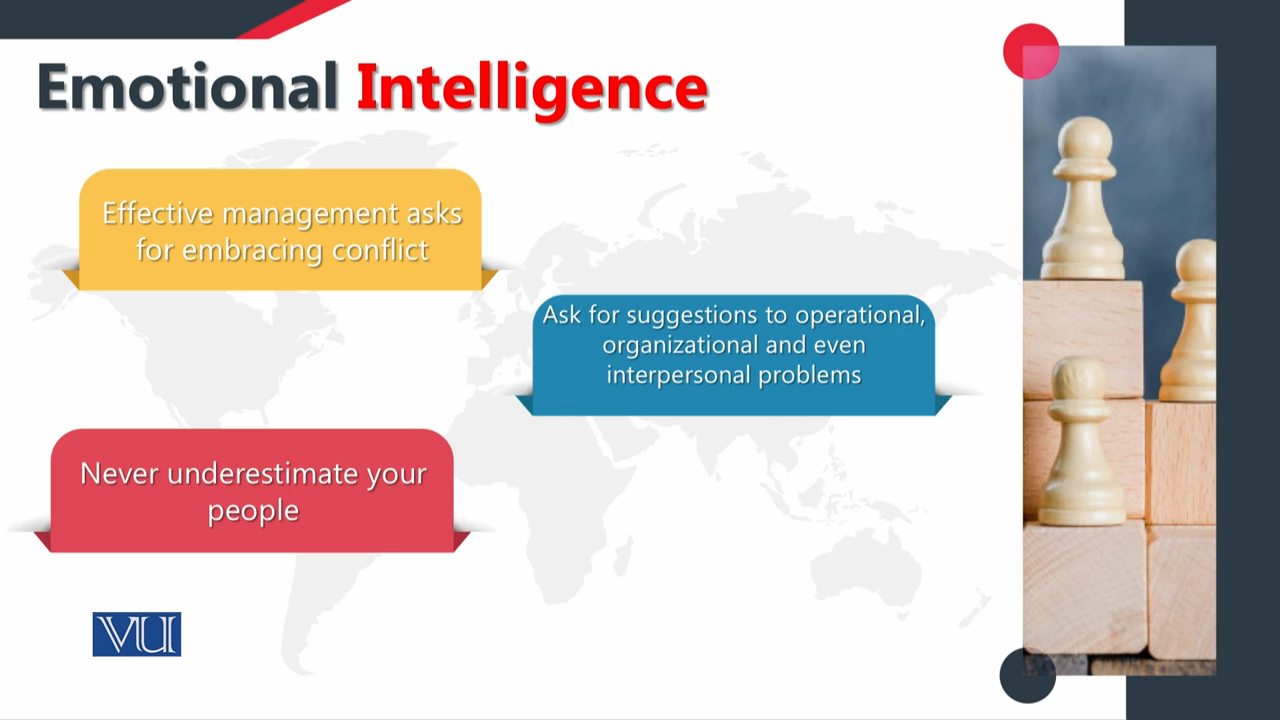 Emotional Intelligence
Effective management asks
for embracing conflict
Ask for suggestions to operational,
organizational and even
interpersonal problems
Never underestimate your
people
VU